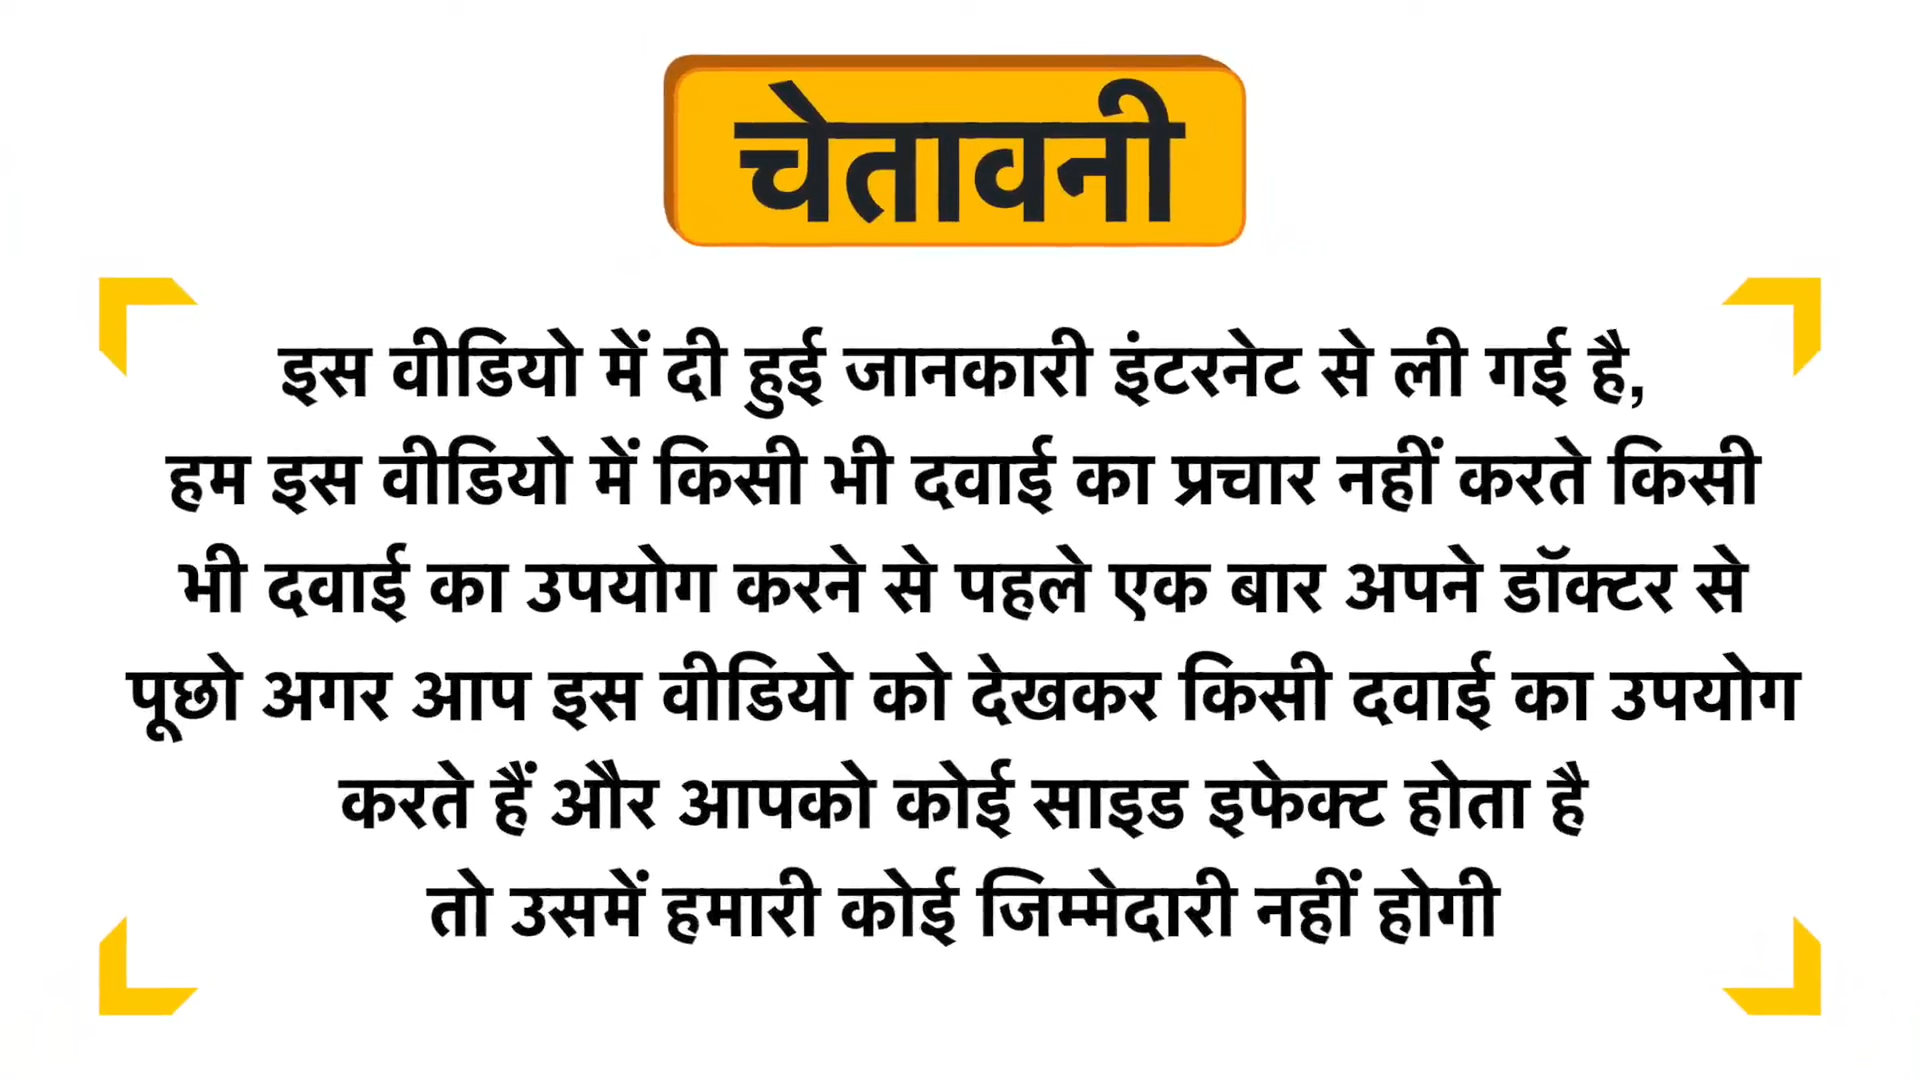 चेतावनी
इस वीडियो में दी हुई जानकारी इंटरनेट से ली गई है,
हम इस वीडियो में किसी भी दवाई का प्रचार नहीं करते किसी
भी दवाई का उपयोग करने से पहले एक बार अपने डॉक्टर से
पूछो अगर आप इस वीडियो को देखकर किसी दवाई का उपयोग
करते हैं और आपको कोई साइड इफेक्ट होता है
तो उसमें हमारी कोई जिम्मेदारी नहीं होगी